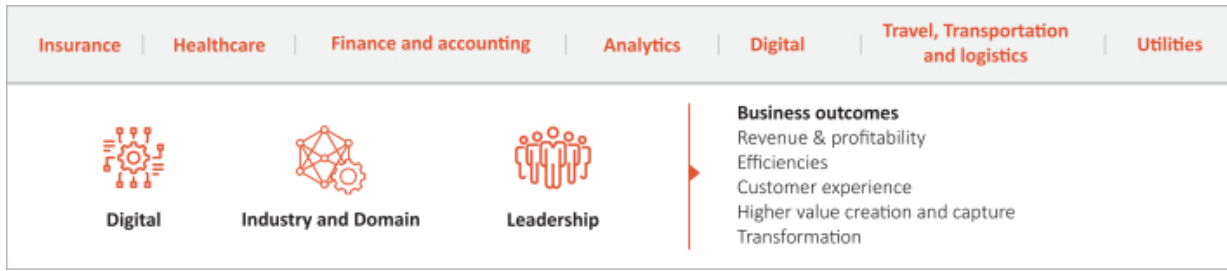 Insurance
Healthcare
Finance and accounting
Analytics
Digital
Travel, Transportation
and logistics
Utilities
Digital
Industry and Domain
Leadership
Business outcomes
Revenue & profitability
Efficiencies
Customer experience
Higher value creation and capture
Transformation